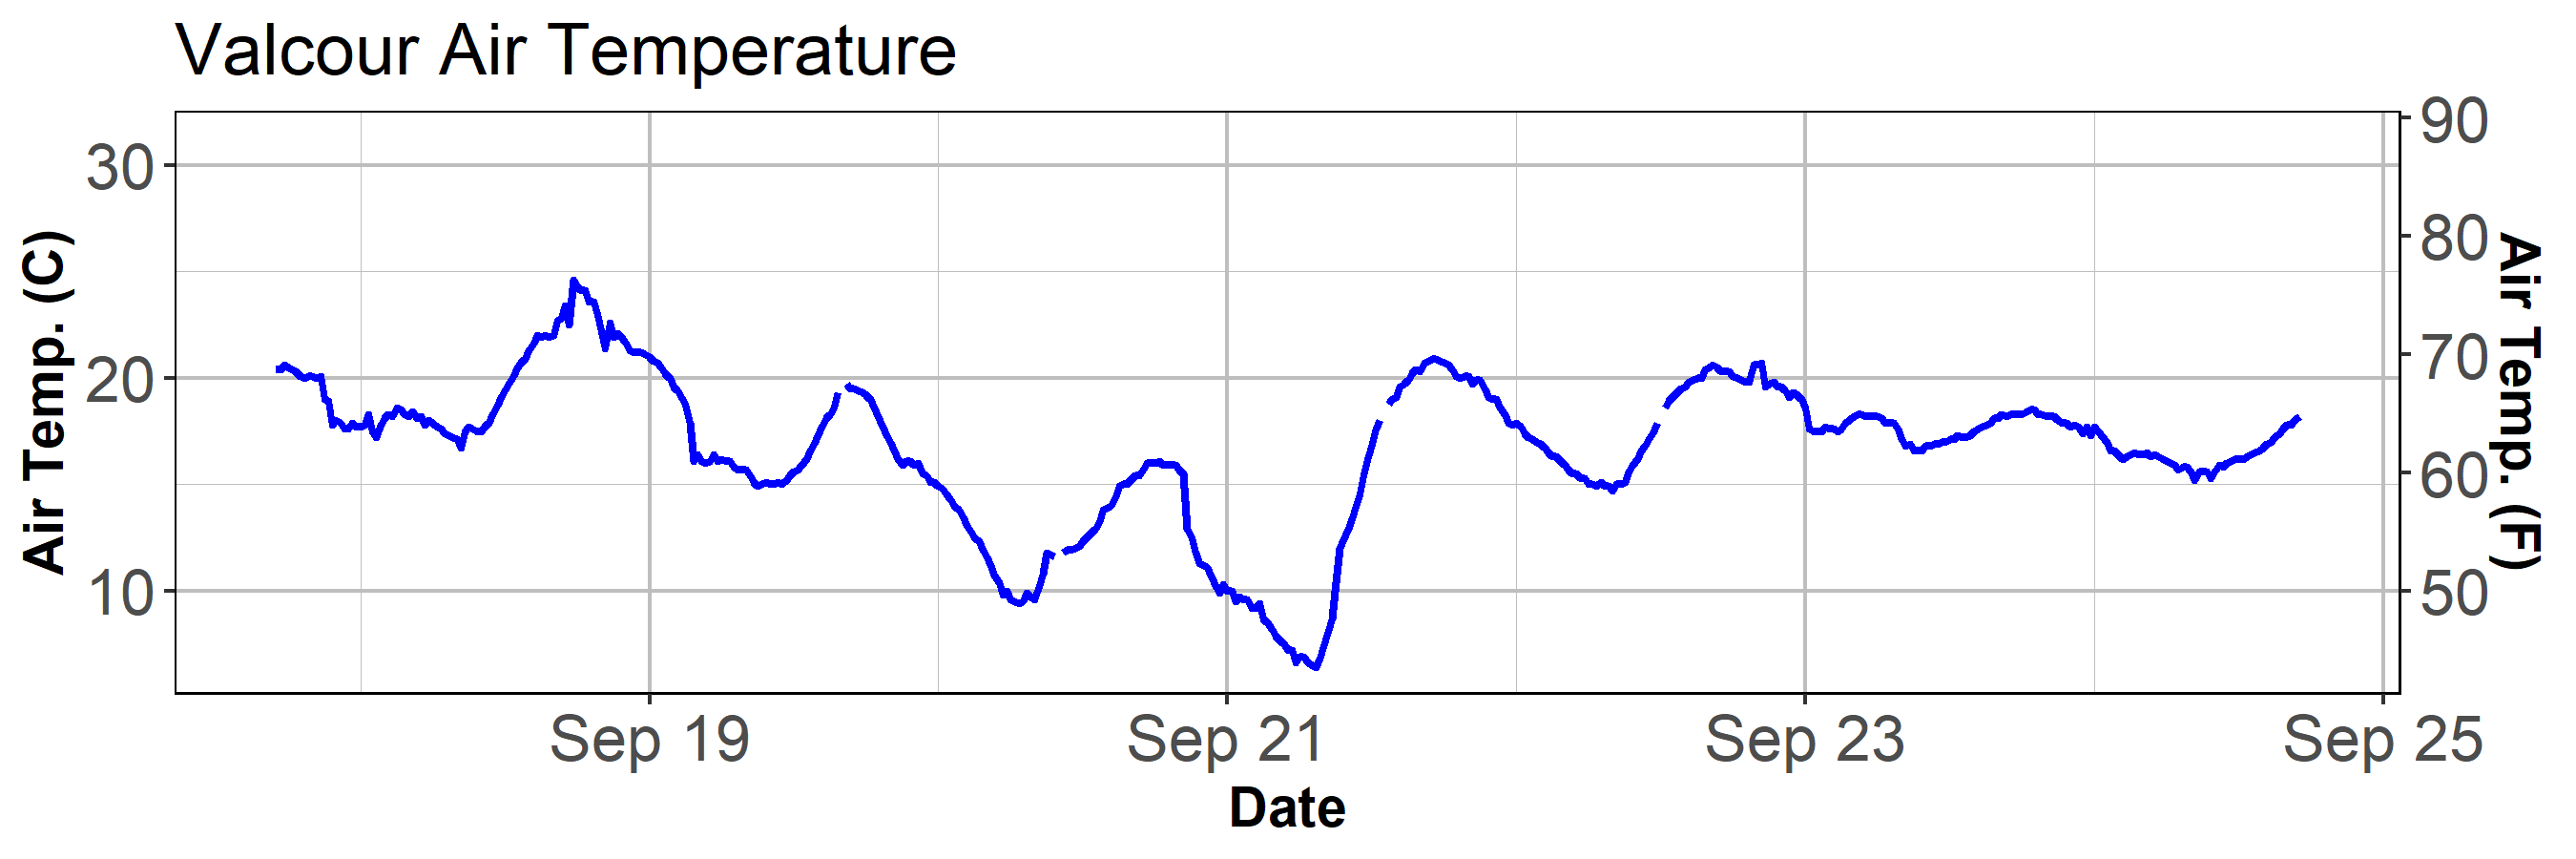 Valcour Air Temperature
Air Temp. (C)
30
20
10
90
80
70
60
50
Air Temp. (F)
Sep 19
Sep 21
Sep 23
Sep 25
Date